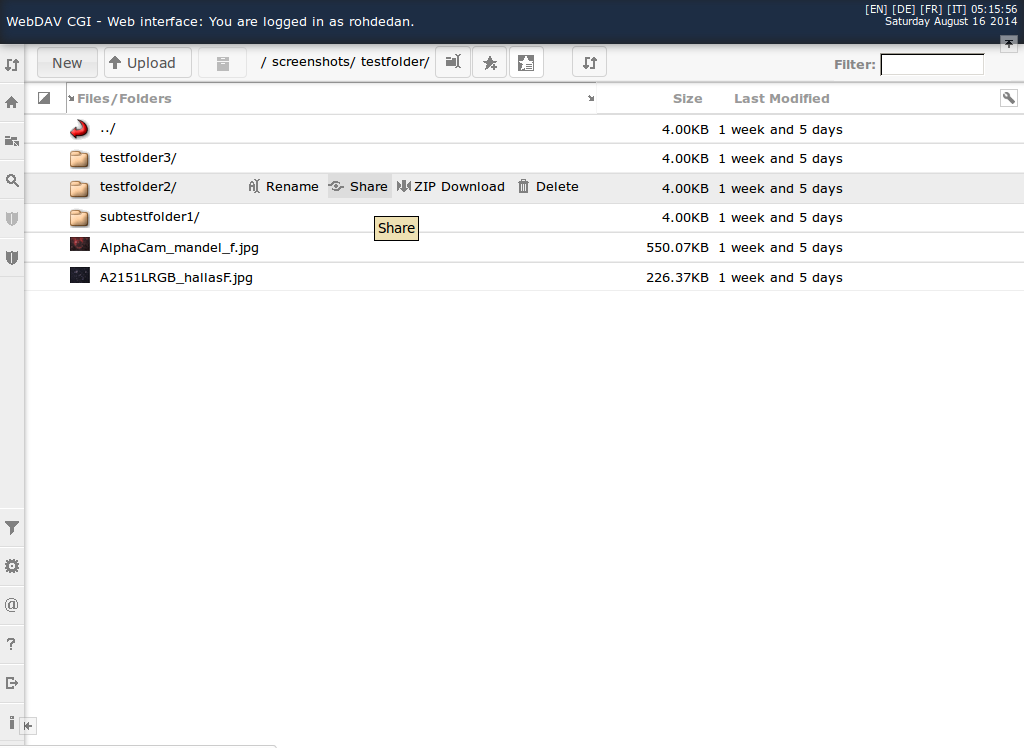 [EN] [DE] [FR] [IT] 05:15:56
WebDAV CGI - Web interface: You are logged in as rohdedan.
Saturday August 16 2014
New Upload / screenshots/ testfolder/ Filter:
Files/Folders Size Last Modified
../ 4.00KB 1 week and 5 days
testfolder3/ 4.00KB 1 week and 5 days
testfolder2/ Rename Share ZIP Download Delete 4.00KB 1 week and 5 days
subtestfolder1/ 4.00KB 1 week and 5 days
Share
AlphaCam_mandel_f.jpg 550.07KB 1 week and 5 days
A2151LRGB_hallasF.jpg 226.37KB 1 week and 5 days